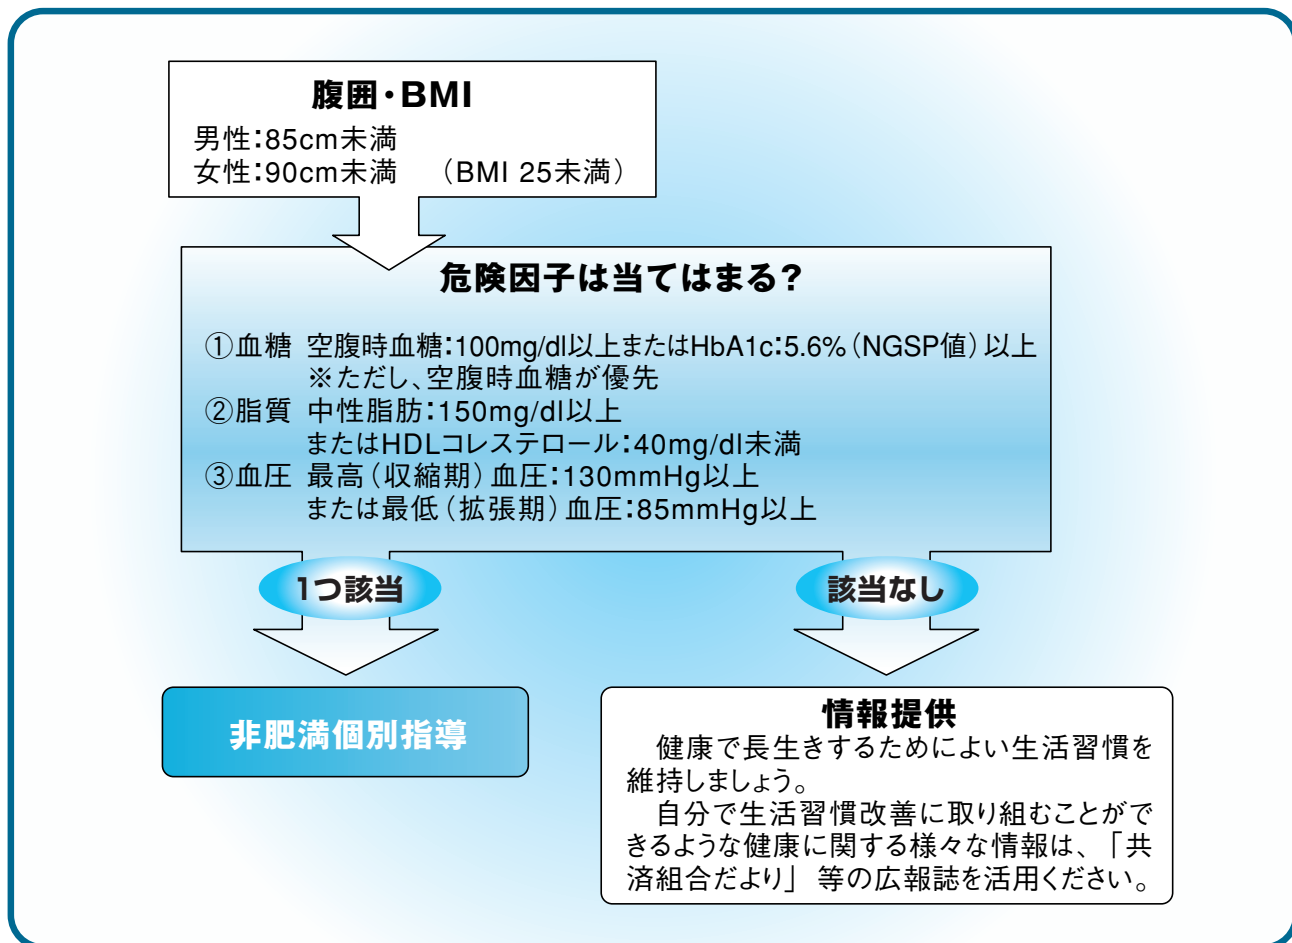 腹囲・BMI
男性：85cm未満
女性：90cm未満　（BMI 25未満）
危険因子は当てはまる？
①血糖 空腹時血糖：100mg/dl以上またはHbA1c：5.6%（NGSP値）以上
※ただし、空腹時血糖が優先
②脂質 中性脂肪：150mg/dl以上
またはHDLコレステロール：40mg/dl未満
③血圧 最高（収縮期）血圧：130mmHg以上
または最低（拡張期）血圧：85mmHg以上
1つ該当
該当なし
非肥満個別指導
情報提供
健康で長生きするためによい生活習慣を
維持しましょう。
自分で生活習慣改善に取り組むことがで
きるような健康に関する様々な情報は、「共
済組合だより」等の広報誌を活用ください。